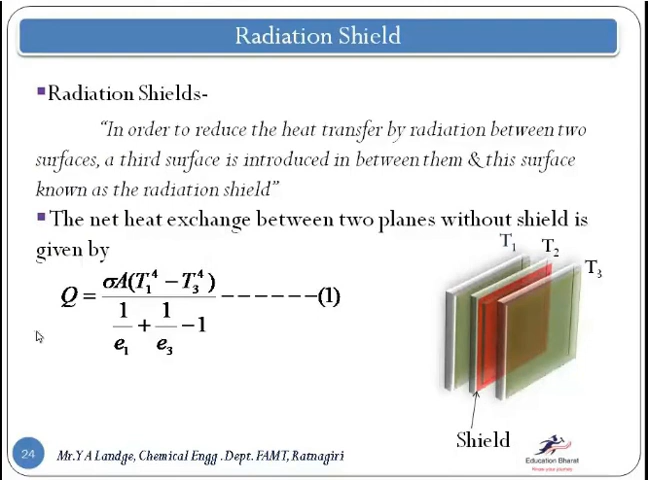 Radiation Shield
▪Radiation Shields-
“In order to reduce the heat transfer by radiation between two
surfaces, a third surface is introduced in between them & this surface
known as the radiation shield”
▪ The net heat exchange between two planes without shield is
given by
T₁ T₂ T₃
Q = σA(T₁⁴ − T₃⁴) / (1/e₁ + 1/e₃ − 1) − − − − − − (1)
Shield
24 Mr.Y A Landge, Chemical Engg . Dept. FAMT, Ratnagiri
Education Bharat